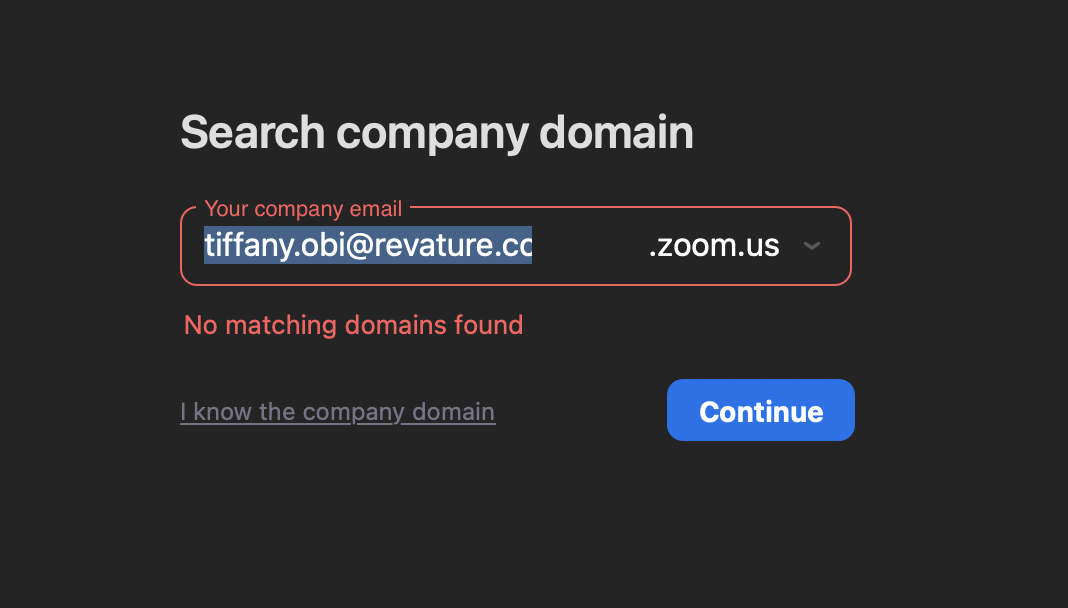 Search company domain
Your company email
tiffany.obi@revature.co .zoom.us
No matching domains found
I know the company domain
Continue